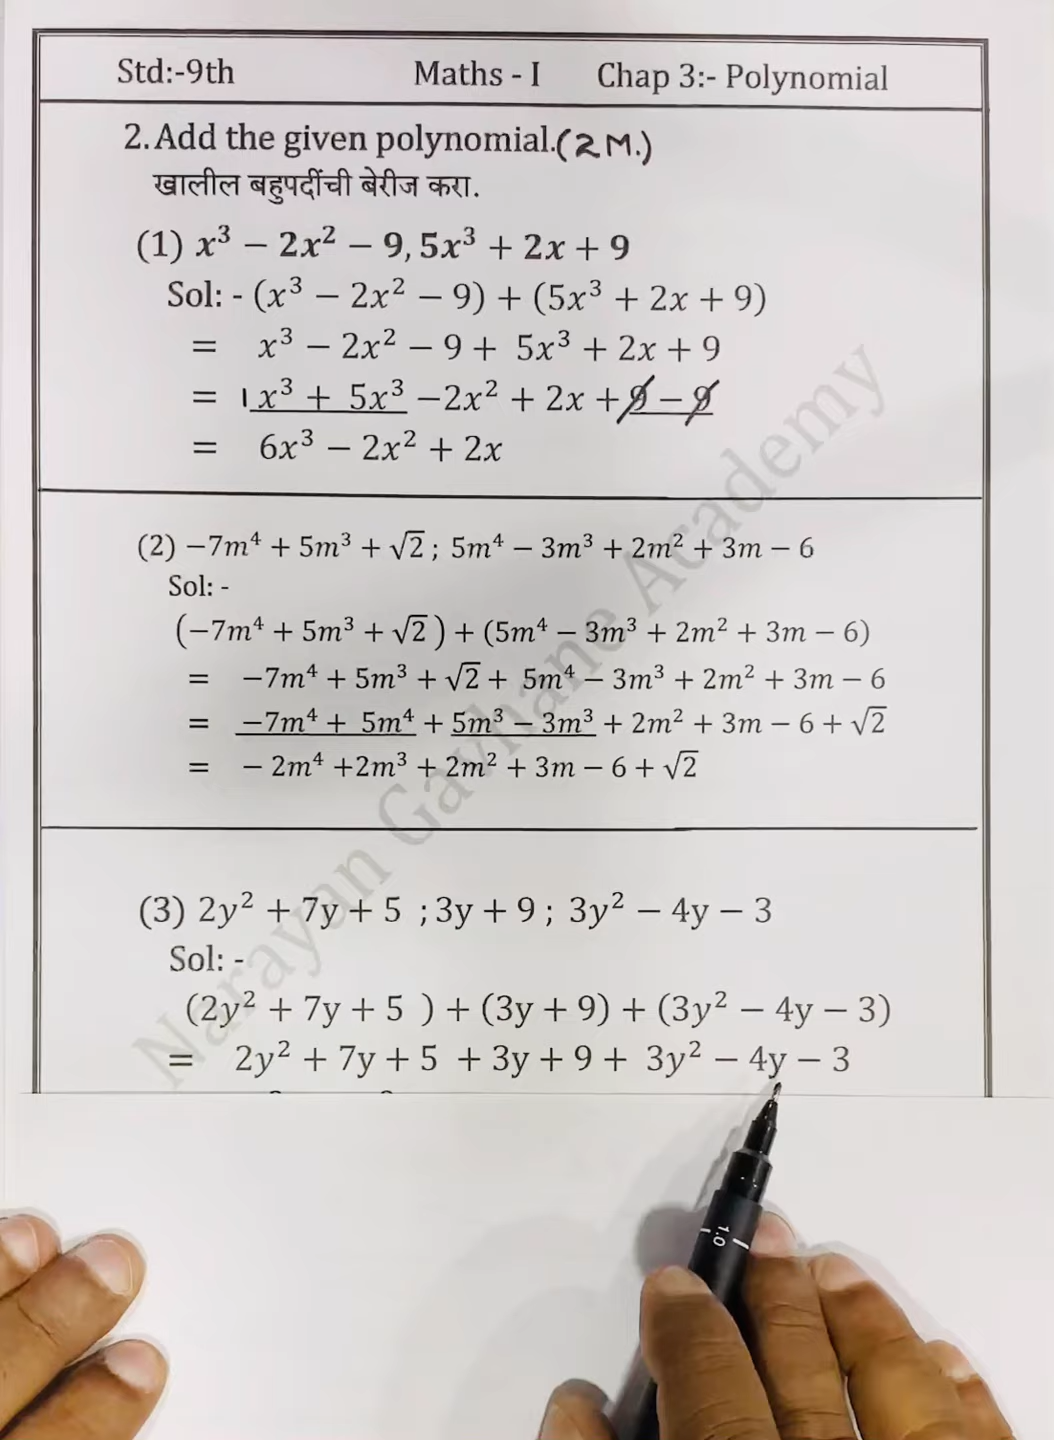 Std:-9th Maths - I Chap 3:- Polynomial
2. Add the given polynomial. (2 M.)
खालील बहुपदींची बेरीज करा.
(1) x³ − 2x² − 9, 5x³ + 2x + 9
Sol: - (x³ − 2x² − 9) + (5x³ + 2x + 9)
= x³ − 2x² − 9 + 5x³ + 2x + 9
= 1x³ + 5x³ −2x² + 2x + 9 − 9
= 6x³ − 2x² + 2x
(2) −7m⁴ + 5m³ + √2 ; 5m⁴ − 3m³ + 2m² + 3m − 6
Sol: -
(−7m⁴ + 5m³ + √2 ) + (5m⁴ − 3m³ + 2m² + 3m − 6)
= −7m⁴ + 5m³ + √2 + 5m⁴ − 3m³ + 2m² + 3m − 6
= −7m⁴ + 5m⁴ + 5m³ − 3m³ + 2m² + 3m − 6 + √2
= − 2m⁴ +2m³ + 2m² + 3m − 6 + √2
(3) 2y² + 7y + 5 ; 3y + 9 ; 3y² − 4y − 3
Sol: -
(2y² + 7y + 5 ) + (3y + 9) + (3y² − 4y − 3)
= 2y² + 7y + 5 + 3y + 9 + 3y² − 4y − 3
Narayan Gavhane Academy
1.0